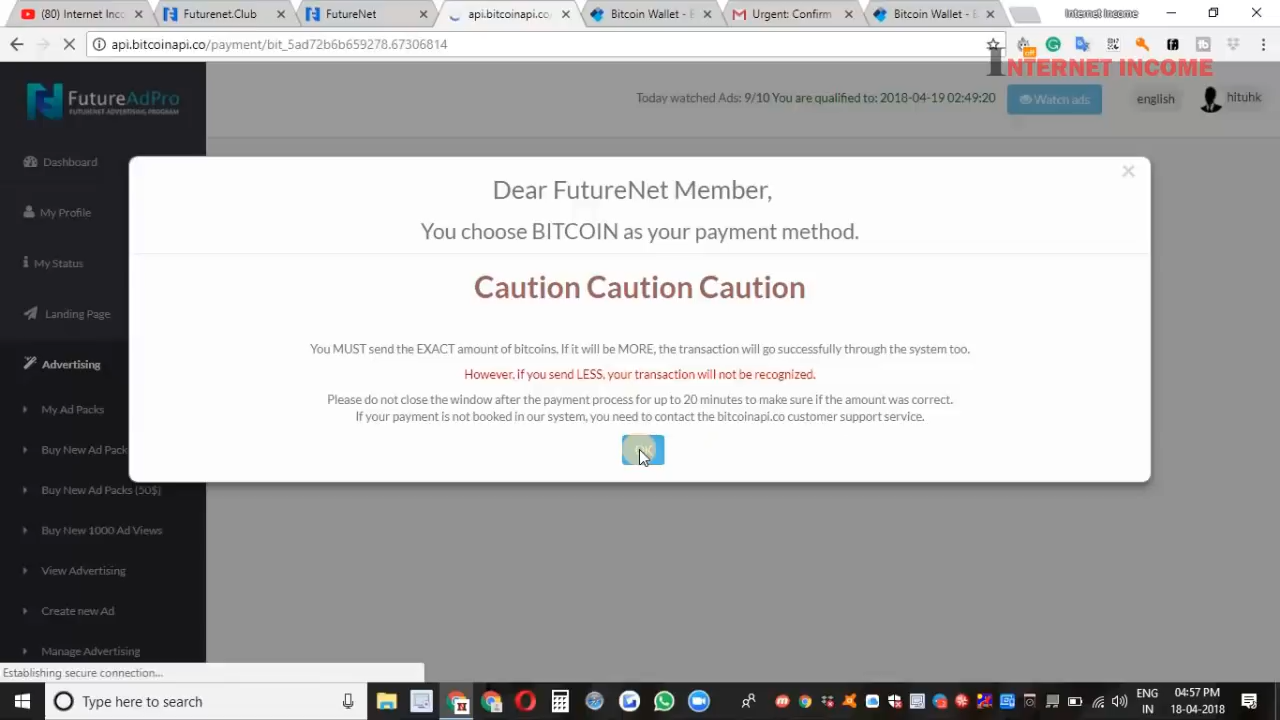 (80) Internet Inco
Futurenet.Club
FutureNet
api.bitcoinapi.co
Bitcoin Wallet - B
Urgent: Confirm
Bitcoin Wallet - B
Internet Income
api.bitcoinapi.co/payment/bit_5ad72b6b659278.67306814
INTERNET INCOME
FutureAdPro
FUTURENET ADVERTISING PROGRAM
Today watched Ads: 9/10 You are qualified to: 2018-04-19 02:49:20
Watch ads
english
hituhk
Dashboard
My Profile
My Status
Landing Page
Advertising
My Ad Packs
Buy New Ad Pack
Buy New Ad Packs [50$]
Buy New 1000 Ad Views
View Advertising
Create new Ad
Manage Advertising
Dear FutureNet Member,
You choose BITCOIN as your payment method.
Caution Caution Caution
You MUST send the EXACT amount of bitcoins. If it will be MORE, the transaction will go successfully through the system too.
However, if you send LESS, your transaction will not be recognized.
Please do not close the window after the payment process for up to 20 minutes to make sure if the amount was correct.
If your payment is not booked in our system, you need to contact the bitcoinapi.co customer support service.
OK
Establishing secure connection...
Type here to search
ENG
IN
04:57 PM
18-04-2018